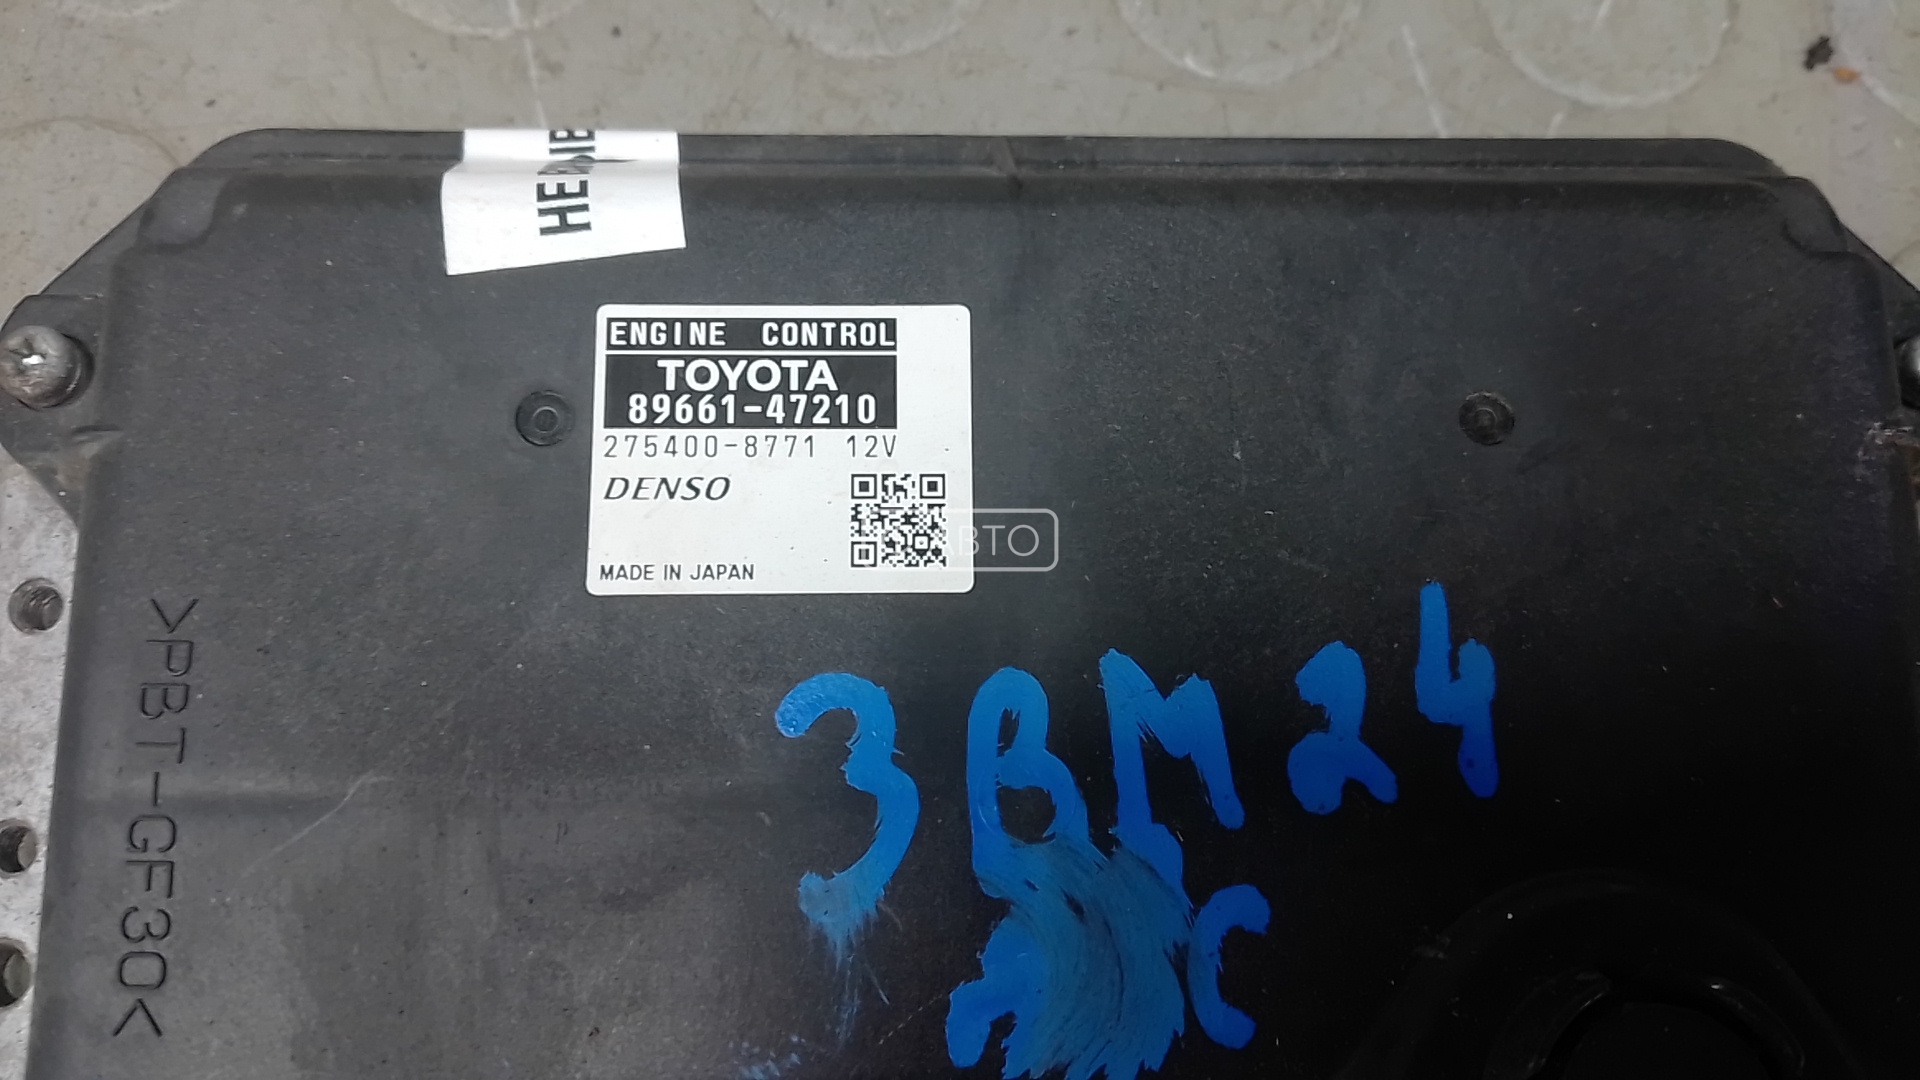 ENGINE CONTROL
TOYOTA
89661-47210
275400-8771 12V
DENSO
MADE IN JAPAN
>PBT-GF30<
3BM24